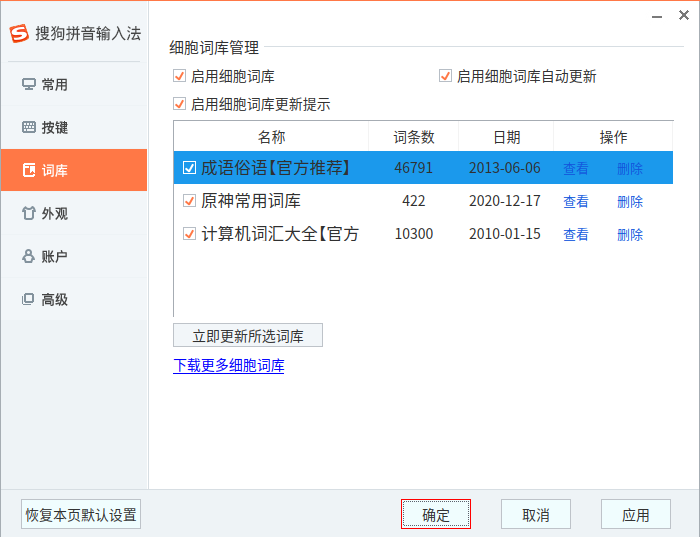 搜狗拼音输入法
常用
按键
词库
外观
账户
高级
细胞词库管理
启用细胞词库 启用细胞词库自动更新
启用细胞词库更新提示
名称 词条数 日期 操作
成语俗语【官方推荐】 46791 2013-06-06 查看 删除
原神常用词库 422 2020-12-17 查看 删除
计算机词汇大全【官方 10300 2010-01-15 查看 删除
立即更新所选词库
下载更多细胞词库
恢复本页默认设置 确定 取消 应用